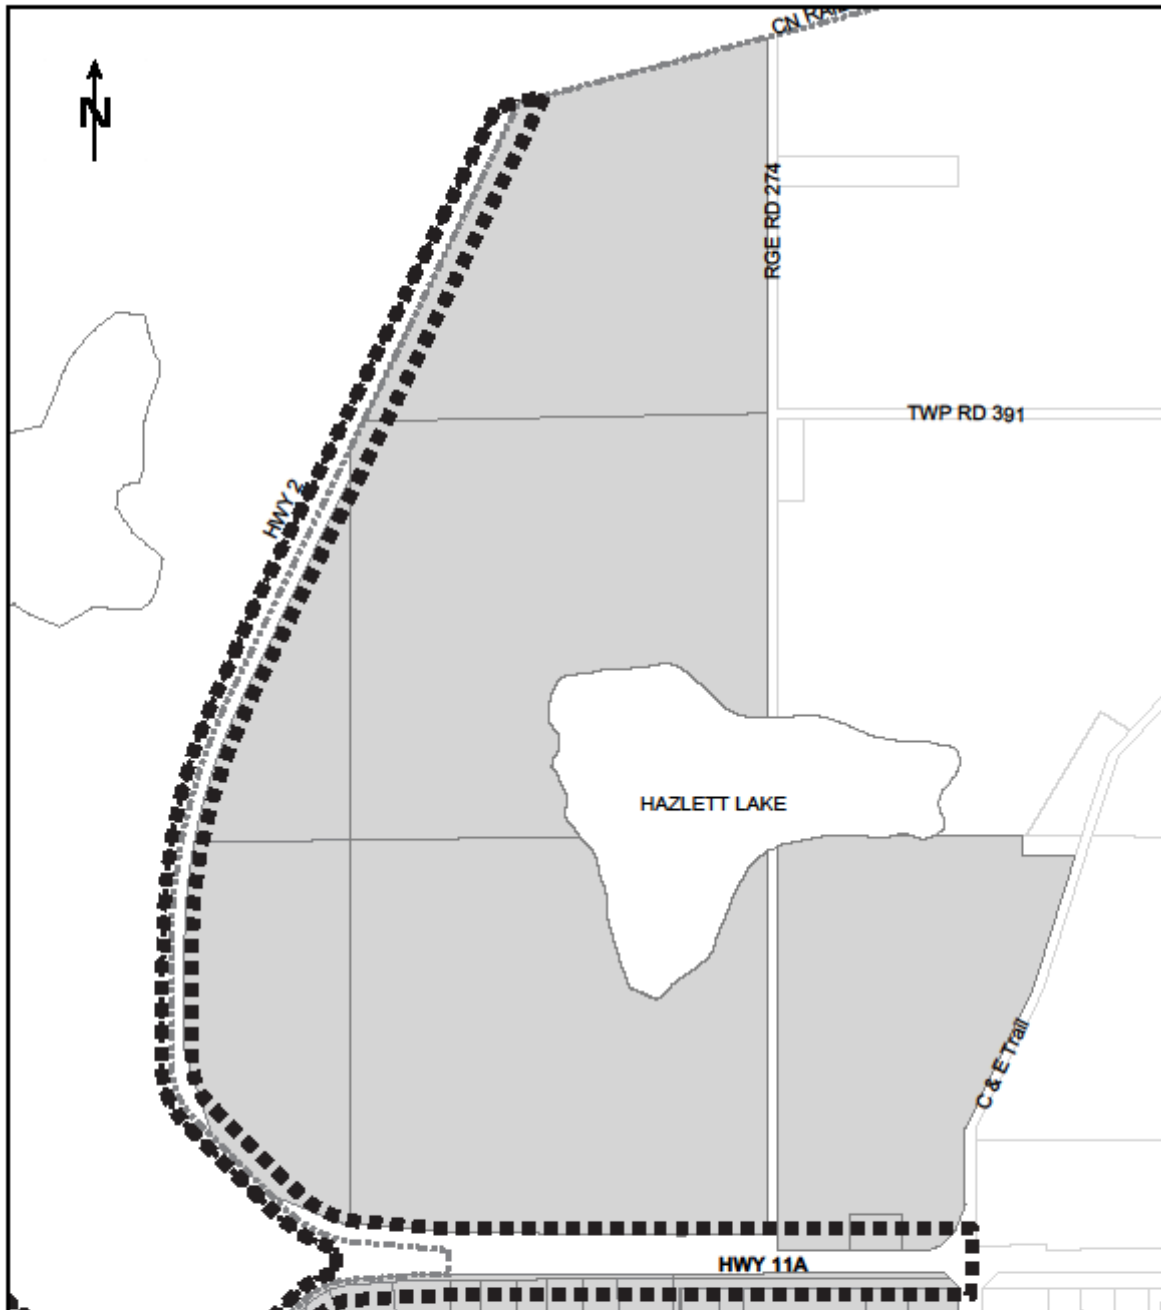 CN RAIL
N
RGE RD 274
TWP RD 391
HWY 2
HAZLETT LAKE
C & E Trail
HWY 11A